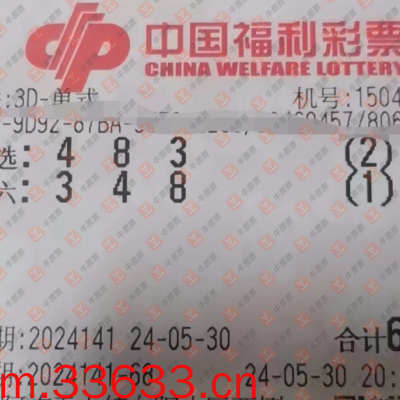 中国福利彩票
CHINA WELFARE LOTTERY
:3D-单式 机号:1504
-9D92-67BA-
选: 4 8 3 (2)
六: 3 4 8 (1)
期:2024141 24-05-30 合计6
24-05-30 20:
m.33633.cn